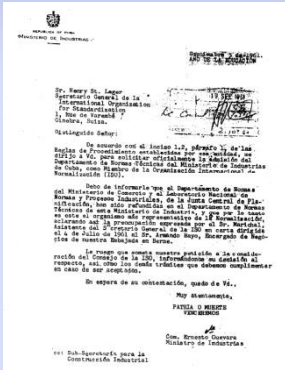 REPUBLICA DE CUBA
MINISTERIO DE INDUSTRIAS
Septiembre 5 de 1961.
AÑO DE LA EDUCACION
Sr. Henry St. Leger
Secretario General de la
International Organization
for Standardization
1, Rue de Varembé
Ginebra, Suiza.
Distinguido Señor:
De acuerdo con el inciso 1.2, párrafo 1, de las
Reglas de Procedimiento establecidas por esa entidad, me
dirijo a Vd. para solicitar oficialmente la admisión del
Departamento de Normas Técnicas del Ministerio de Industrias
de Cuba, como Miembro de la Organización Internacional de
Normalización (ISO).
Debo de informarle que el Departamento de Normas
del Ministerio de Comercio y el Laboratorio Nacional de
Normas y Procesos Industriales, de la Junta Central de Pla-
nificación, han sido refundidos en el Departamento de Normas
Técnicas de este Ministerio de Industria, y que por lo tanto
es este el organismo más representativo de la Normalización,
aclarando así la preocupación expresada por el Sr. Marichal,
Asistente del Secretario General de la ISO en carta dirigida
el 4 de Julio de 1961 al Sr. Armando Bayo, Encargado de Nego-
cios de nuestra Embajada en Berna.
Le ruego que someta nuestra petición a la conside-
ración del Consejo de la ISO, informándonos su decisión al
respecto, así como los demás trámites que debemos cumplimentar
en caso de ser aceptados.
En espera de su contestación, quedo de Vd.,
Muy atentamente,
PATRIA O MUERTE
VENCEREMOS
Com. Ernesto Guevara
Ministro de Industrias
cc: Sub-Secretaría para la
Construcción Industrial